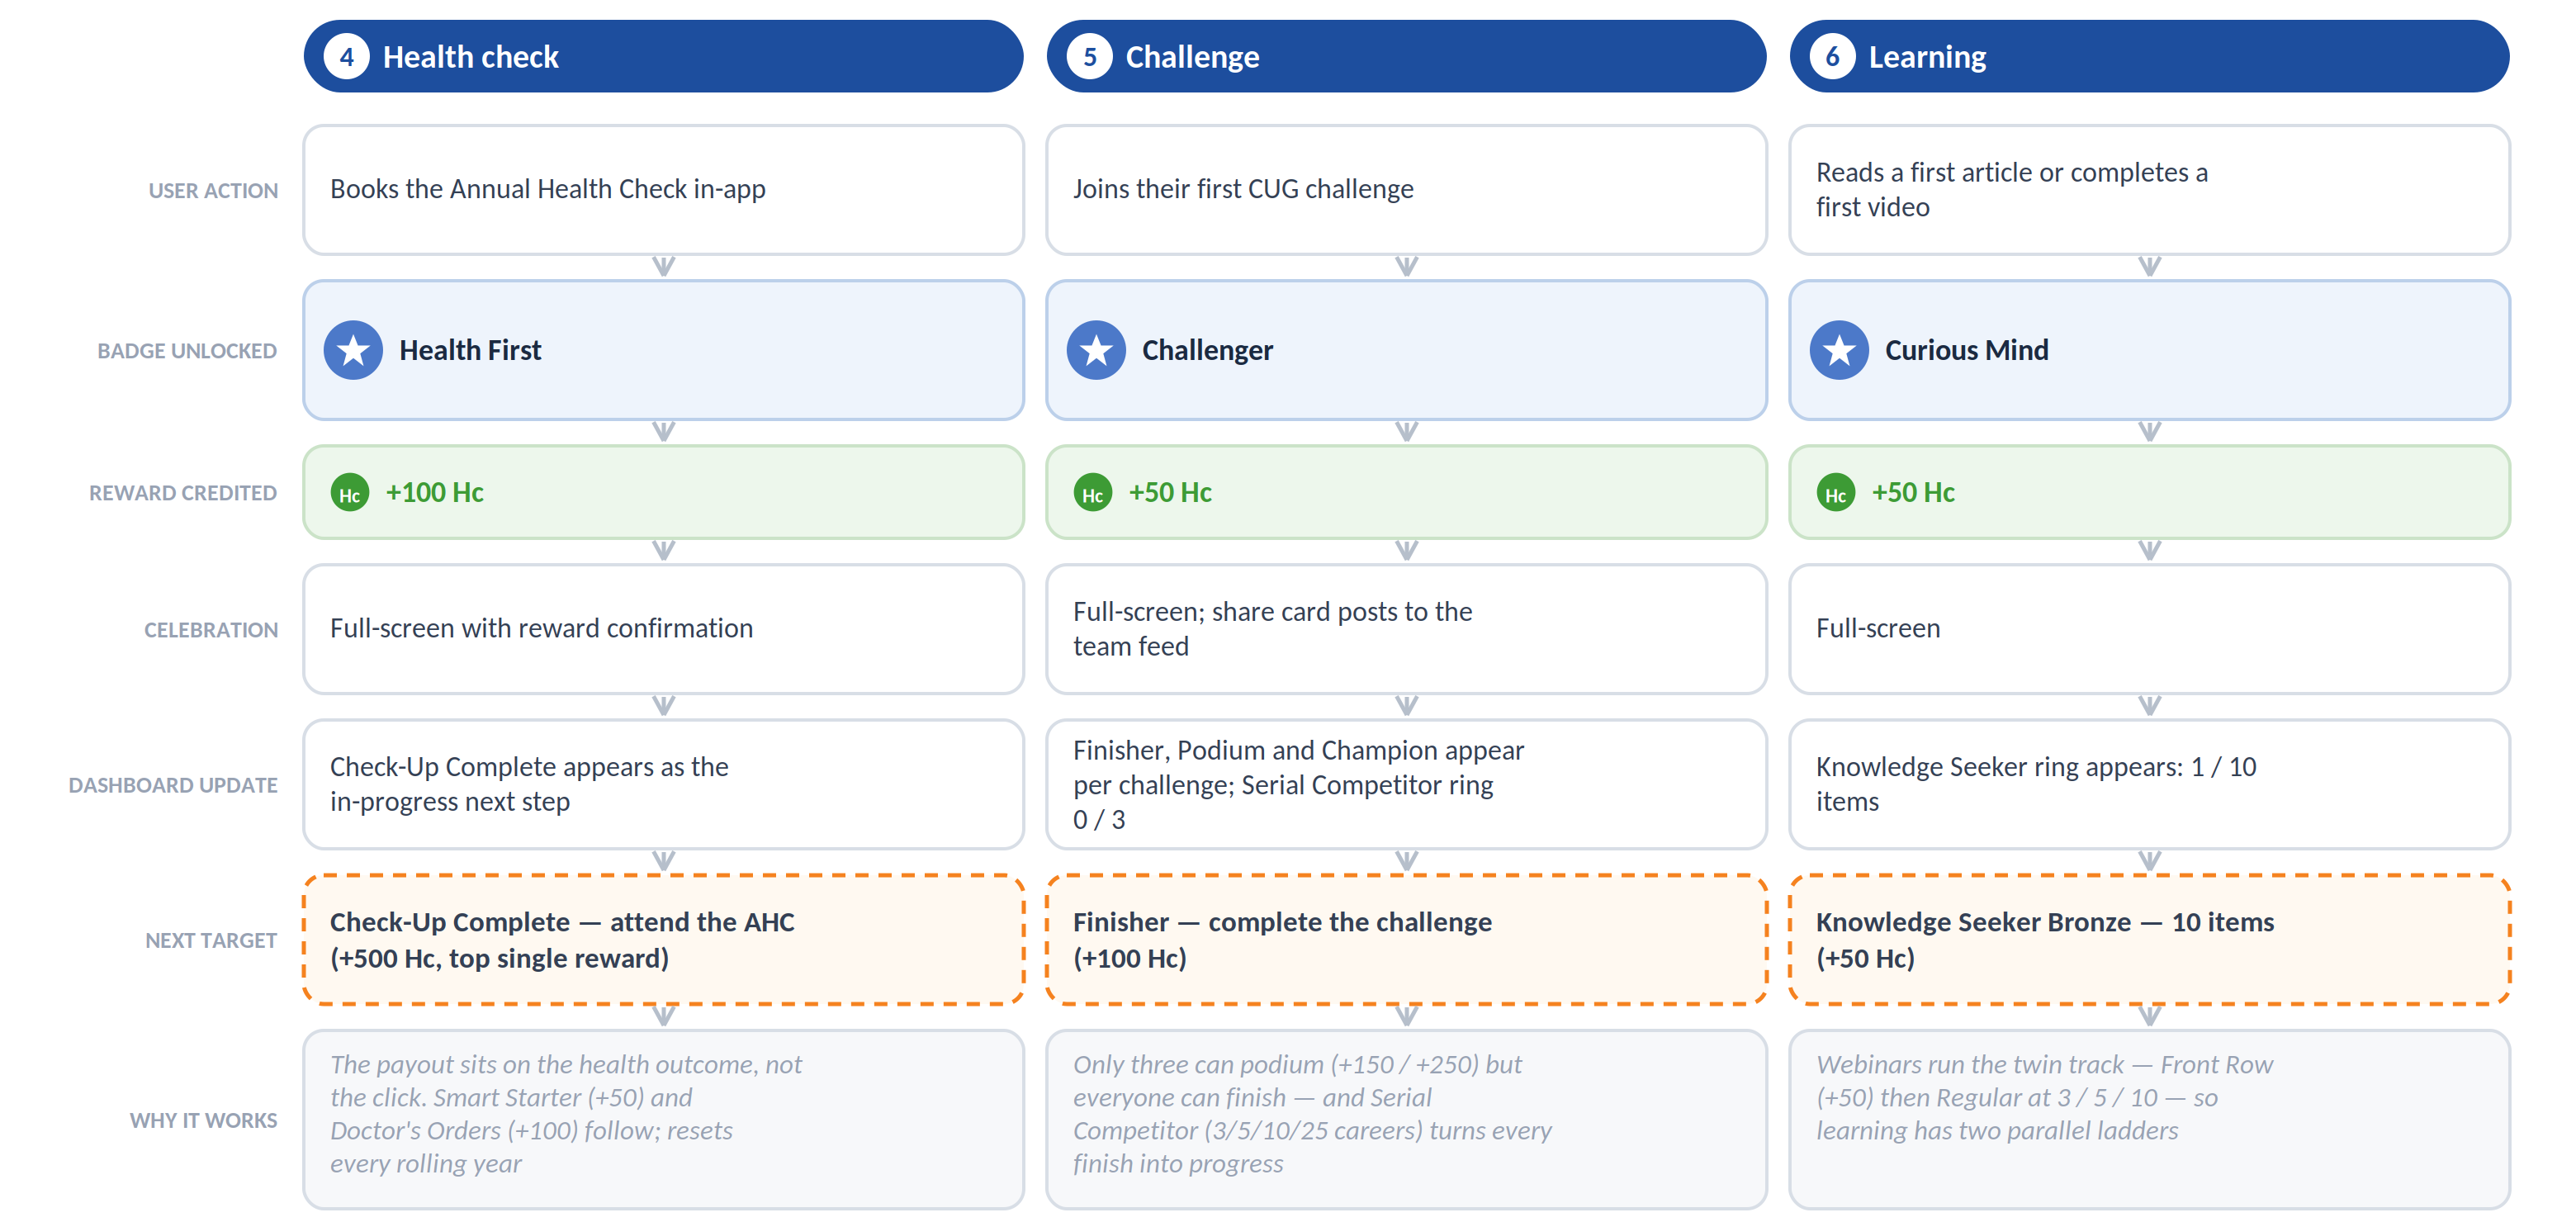 4 Health check
5 Challenge
6 Learning
USER ACTION
Books the Annual Health Check in-app
Joins their first CUG challenge
Reads a first article or completes a
first video
BADGE UNLOCKED
Health First
Challenger
Curious Mind
REWARD CREDITED
Hc +100 Hc
Hc +50 Hc
Hc +50 Hc
CELEBRATION
Full-screen with reward confirmation
Full-screen; share card posts to the
team feed
Full-screen
DASHBOARD UPDATE
Check-Up Complete appears as the
in-progress next step
Finisher, Podium and Champion appear
per challenge; Serial Competitor ring
0 / 3
Knowledge Seeker ring appears: 1 / 10
items
NEXT TARGET
Check-Up Complete — attend the AHC
(+500 Hc, top single reward)
Finisher — complete the challenge
(+100 Hc)
Knowledge Seeker Bronze — 10 items
(+50 Hc)
WHY IT WORKS
The payout sits on the health outcome, not
the click. Smart Starter (+50) and
Doctor's Orders (+100) follow; resets
every rolling year
Only three can podium (+150 / +250) but
everyone can finish — and Serial
Competitor (3/5/10/25 careers) turns every
finish into progress
Webinars run the twin track — Front Row
(+50) then Regular at 3 / 5 / 10 — so
learning has two parallel ladders